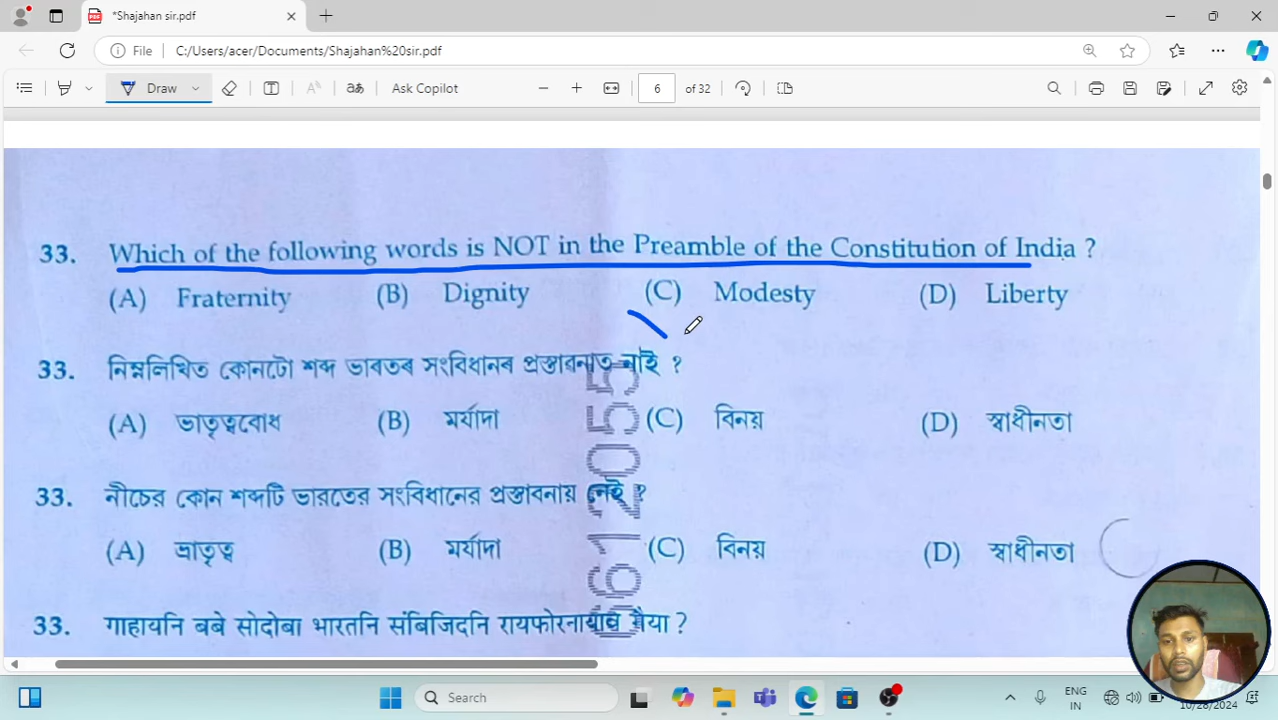 *Shajahan sir.pdf
File C:/Users/acer/Documents/Shajahan%20sir.pdf
Draw Ask Copilot 6 of 32
33. Which of the following words is NOT in the Preamble of the Constitution of India ?
(A) Fraternity (B) Dignity (C) Modesty (D) Liberty
33. নিম্নলিখিত কোনটো শব্দ ভাৰতৰ সংবিধানৰ প্ৰস্তাৱনাত নাই ?
(A) ভাতৃত্ববোধ (B) মৰ্যাদা (C) বিনয় (D) স্বাধীনতা
33. নীচের কোন শব্দটি ভারতের সংবিধানের প্রস্তাবনায় নেই ?
(A) ভ্রাতৃত্ব (B) মর্যাদা (C) বিনয় (D) স্বাধীনতা
33. गाहायनि बबे सोदोबा भारतनि संबिजिदनि रायफोरनायाव गैया ?
Search
ENG
IN
10/28/2024